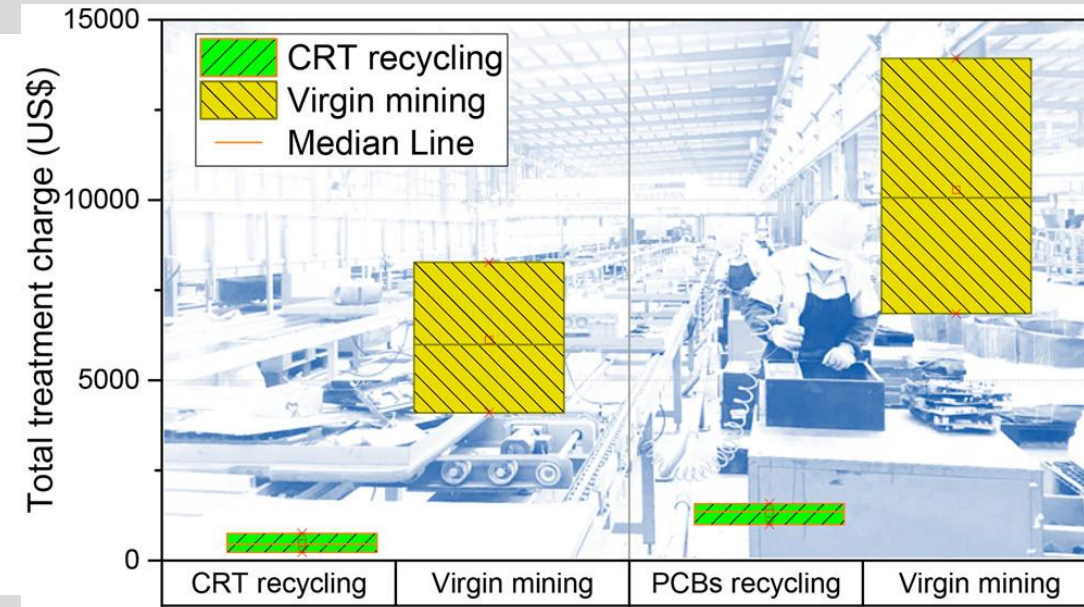 Total treatment charge (US$)
15000
10000
5000
0
CRT recycling
Virgin mining
Median Line
CRT recycling
Virgin mining
PCBs recycling
Virgin mining